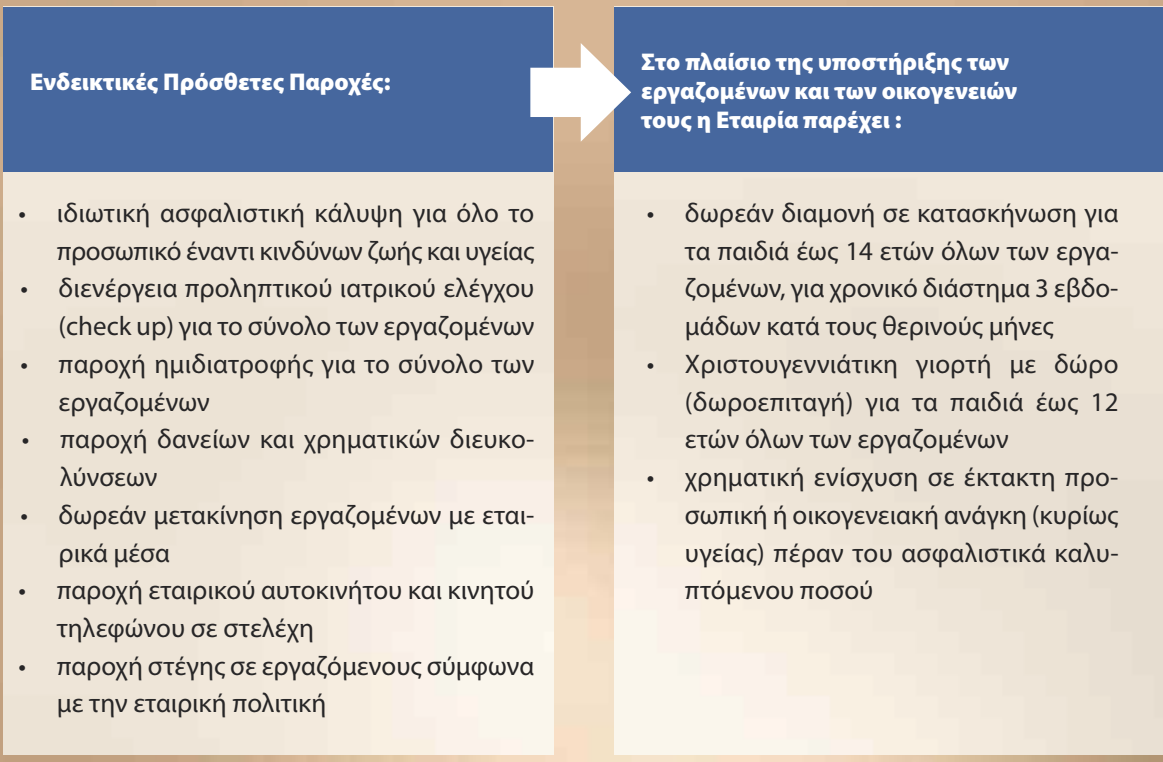 Ενδεικτικές Πρόσθετες Παροχές:
• ιδιωτική ασφαλιστική κάλυψη για όλο το
προσωπικό έναντι κινδύνων ζωής και υγείας
• διενέργεια προληπτικού ιατρικού ελέγχου
(check up) για το σύνολο των εργαζομένων
• παροχή ημιδιατροφής για το σύνολο των
εργαζομένων
• παροχή δανείων και χρηματικών διευκο-
λύνσεων
• δωρεάν μετακίνηση εργαζομένων με εται-
ρικά μέσα
• παροχή εταιρικού αυτοκινήτου και κινητού
τηλεφώνου σε στελέχη
• παροχή στέγης σε εργαζόμενους σύμφωνα
με την εταιρική πολιτική
Στο πλαίσιο της υποστήριξης των
εργαζομένων και των οικογενειών
τους η Εταιρία παρέχει :
• δωρεάν διαμονή σε κατασκήνωση για
τα παιδιά έως 14 ετών όλων των εργα-
ζομένων, για χρονικό διάστημα 3 εβδο-
μάδων κατά τους θερινούς μήνες
• Χριστουγεννιάτικη γιορτή με δώρο
(δωροεπιταγή) για τα παιδιά έως 12
ετών όλων των εργαζομένων
• χρηματική ενίσχυση σε έκτακτη προ-
σωπική ή οικογενειακή ανάγκη (κυρίως
υγείας) πέραν του ασφαλιστικά καλυ-
πτόμενου ποσού